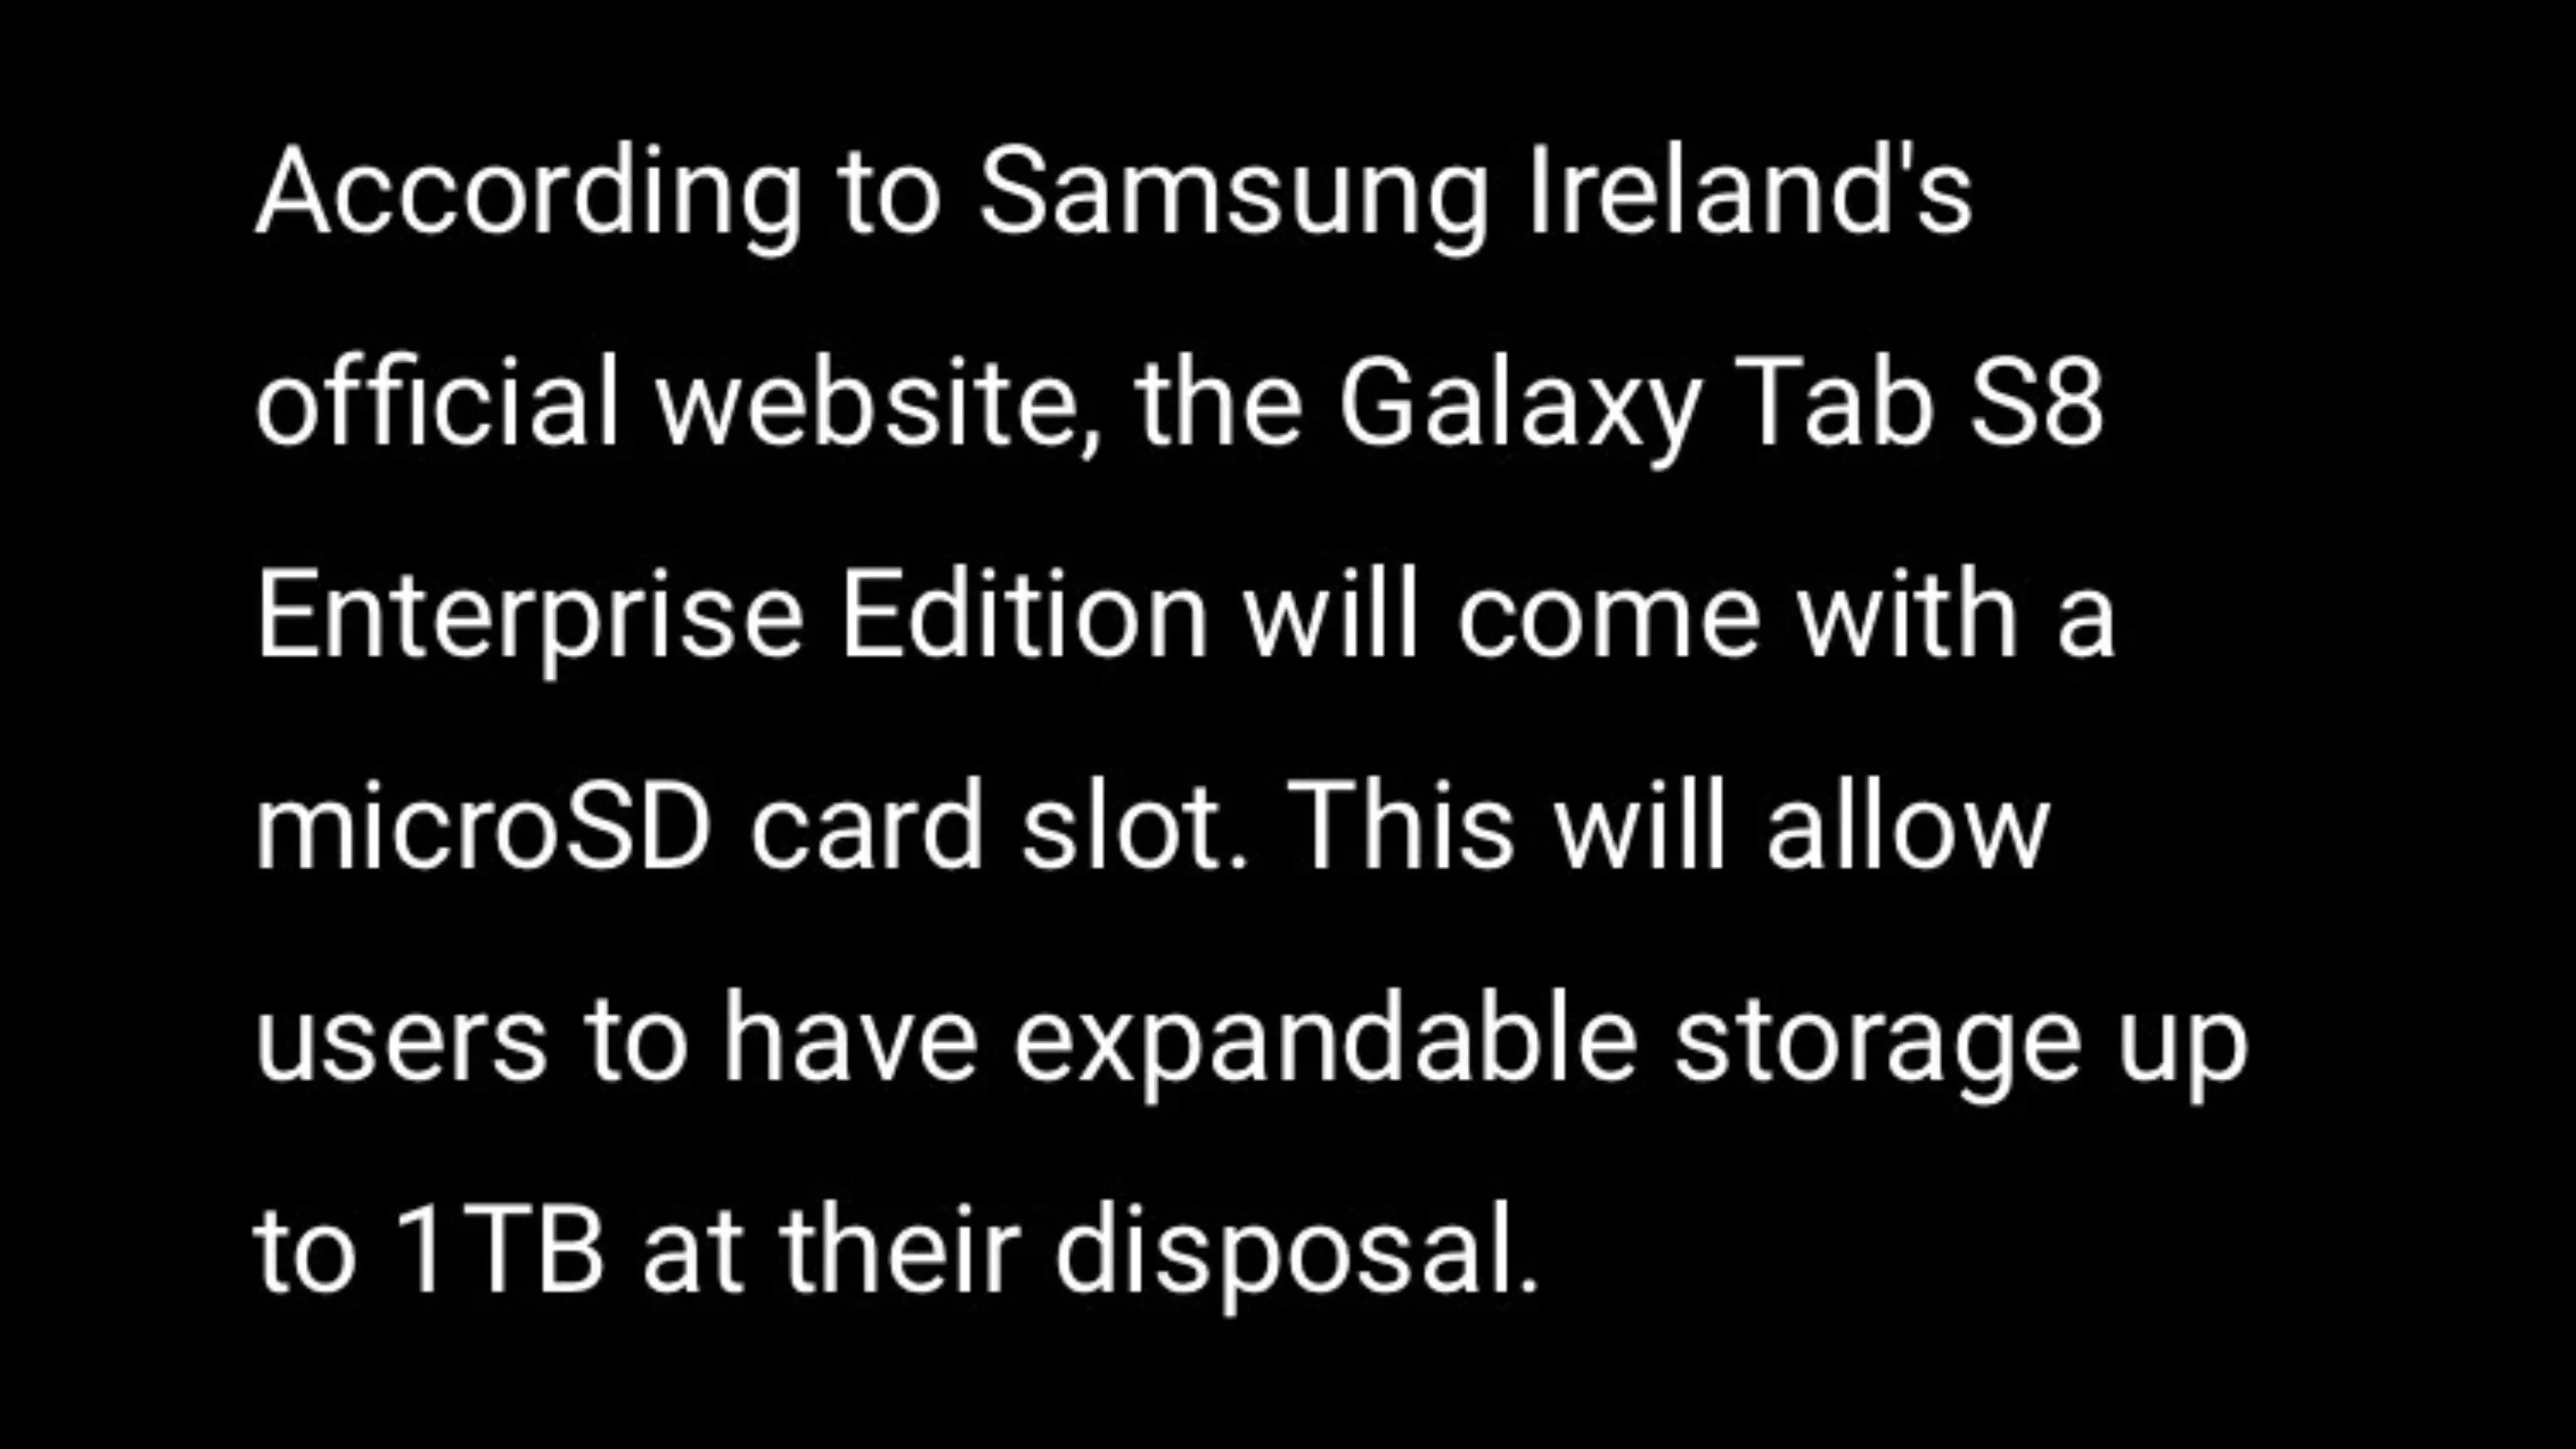 According to Samsung Ireland's
official website, the Galaxy Tab S8
Enterprise Edition will come with a
microSD card slot. This will allow
users to have expandable storage up
to 1TB at their disposal.